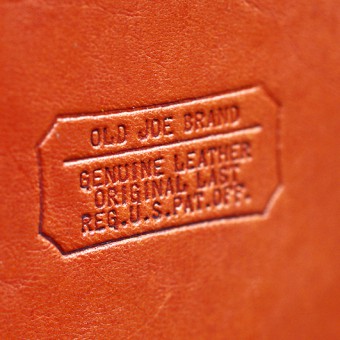 OLD JOE BRAND
GENUINE LEATHER
ORIGINAL LAST
REG.U.S.PAT.OFF.